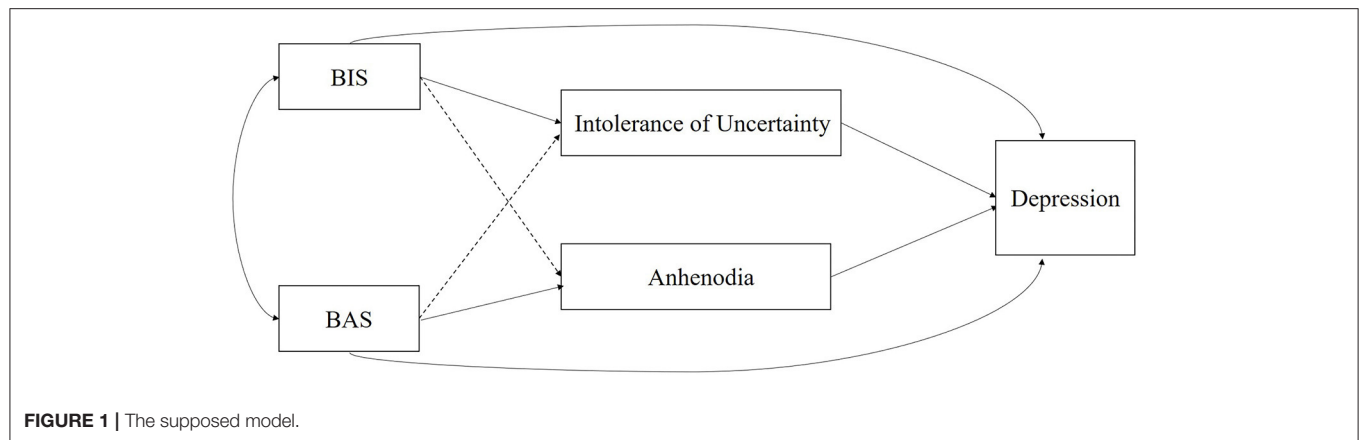 BIS
Intolerance of Uncertainty
Depression
Anhenodia
BAS
FIGURE 1 | The supposed model.